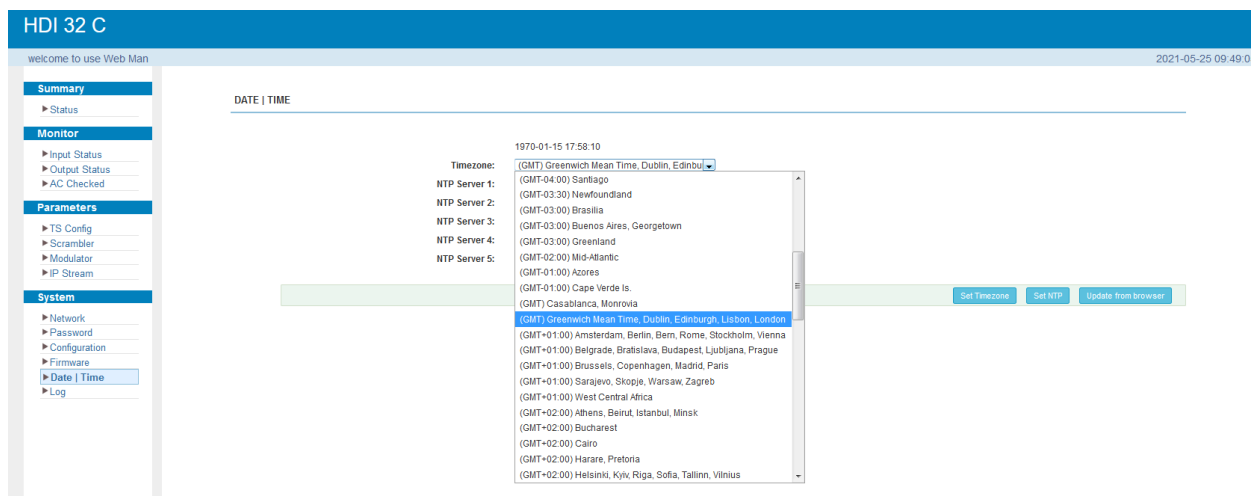 HDI 32 C
welcome to use Web Man
2021-05-25 09:49:0
Summary
Status
Monitor
Input Status
Output Status
AC Checked
Parameters
TS Config
Scrambler
Modulator
IP Stream
System
Network
Password
Configuration
Firmware
Date | Time
Log
DATE | TIME
1970-01-15 17:58:10
Timezone: (GMT) Greenwich Mean Time, Dublin, Edinbu
NTP Server 1:
NTP Server 2:
NTP Server 3:
NTP Server 4:
NTP Server 5:
(GMT-04:00) Santiago
(GMT-03:30) Newfoundland
(GMT-03:00) Brasilia
(GMT-03:00) Buenos Aires, Georgetown
(GMT-03:00) Greenland
(GMT-02:00) Mid-Atlantic
(GMT-01:00) Azores
(GMT-01:00) Cape Verde Is.
(GMT) Casablanca, Monrovia
(GMT) Greenwich Mean Time, Dublin, Edinburgh, Lisbon, London
(GMT+01:00) Amsterdam, Berlin, Bern, Rome, Stockholm, Vienna
(GMT+01:00) Belgrade, Bratislava, Budapest, Ljubljana, Prague
(GMT+01:00) Brussels, Copenhagen, Madrid, Paris
(GMT+01:00) Sarajevo, Skopje, Warsaw, Zagreb
(GMT+01:00) West Central Africa
(GMT+02:00) Athens, Beirut, Istanbul, Minsk
(GMT+02:00) Bucharest
(GMT+02:00) Cairo
(GMT+02:00) Harare, Pretoria
(GMT+02:00) Helsinki, Kyiv, Riga, Sofia, Tallinn, Vilnius
Set Timezone Set NTP Update from browser